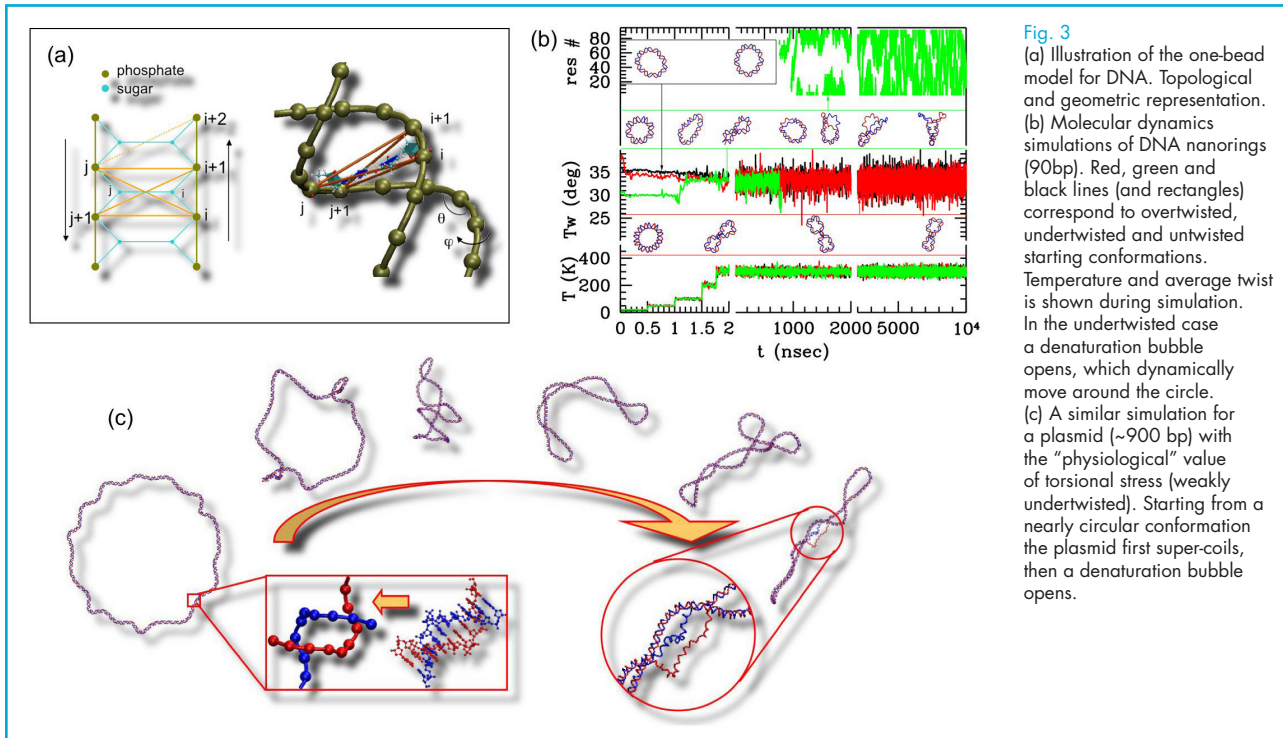 (a)
phosphate
sugar
i+2
j
i+1
j
i
j+1
i
i+1
i
j
j+1
θ
φ
(b)
res #
80
60
40
20
Tw (deg)
35
25
T (K)
400
200
0
0 0.5 1 1.5 2 1000 2000 5000 10⁴
t (nsec)
(c)
Fig. 3
(a) Illustration of the one-bead
model for DNA. Topological
and geometric representation.
(b) Molecular dynamics
simulations of DNA nanorings
(90bp). Red, green and
black lines (and rectangles)
correspond to overtwisted,
undertwisted and untwisted
starting conformations.
Temperature and average twist
is shown during simulation.
In the undertwisted case
a denaturation bubble
opens, which dynamically
move around the circle.
(c) A similar simulation for
a plasmid (~900 bp) with
the “physiological” value
of torsional stress (weakly
undertwisted). Starting from a
nearly circular conformation
the plasmid first super-coils,
then a denaturation bubble
opens.